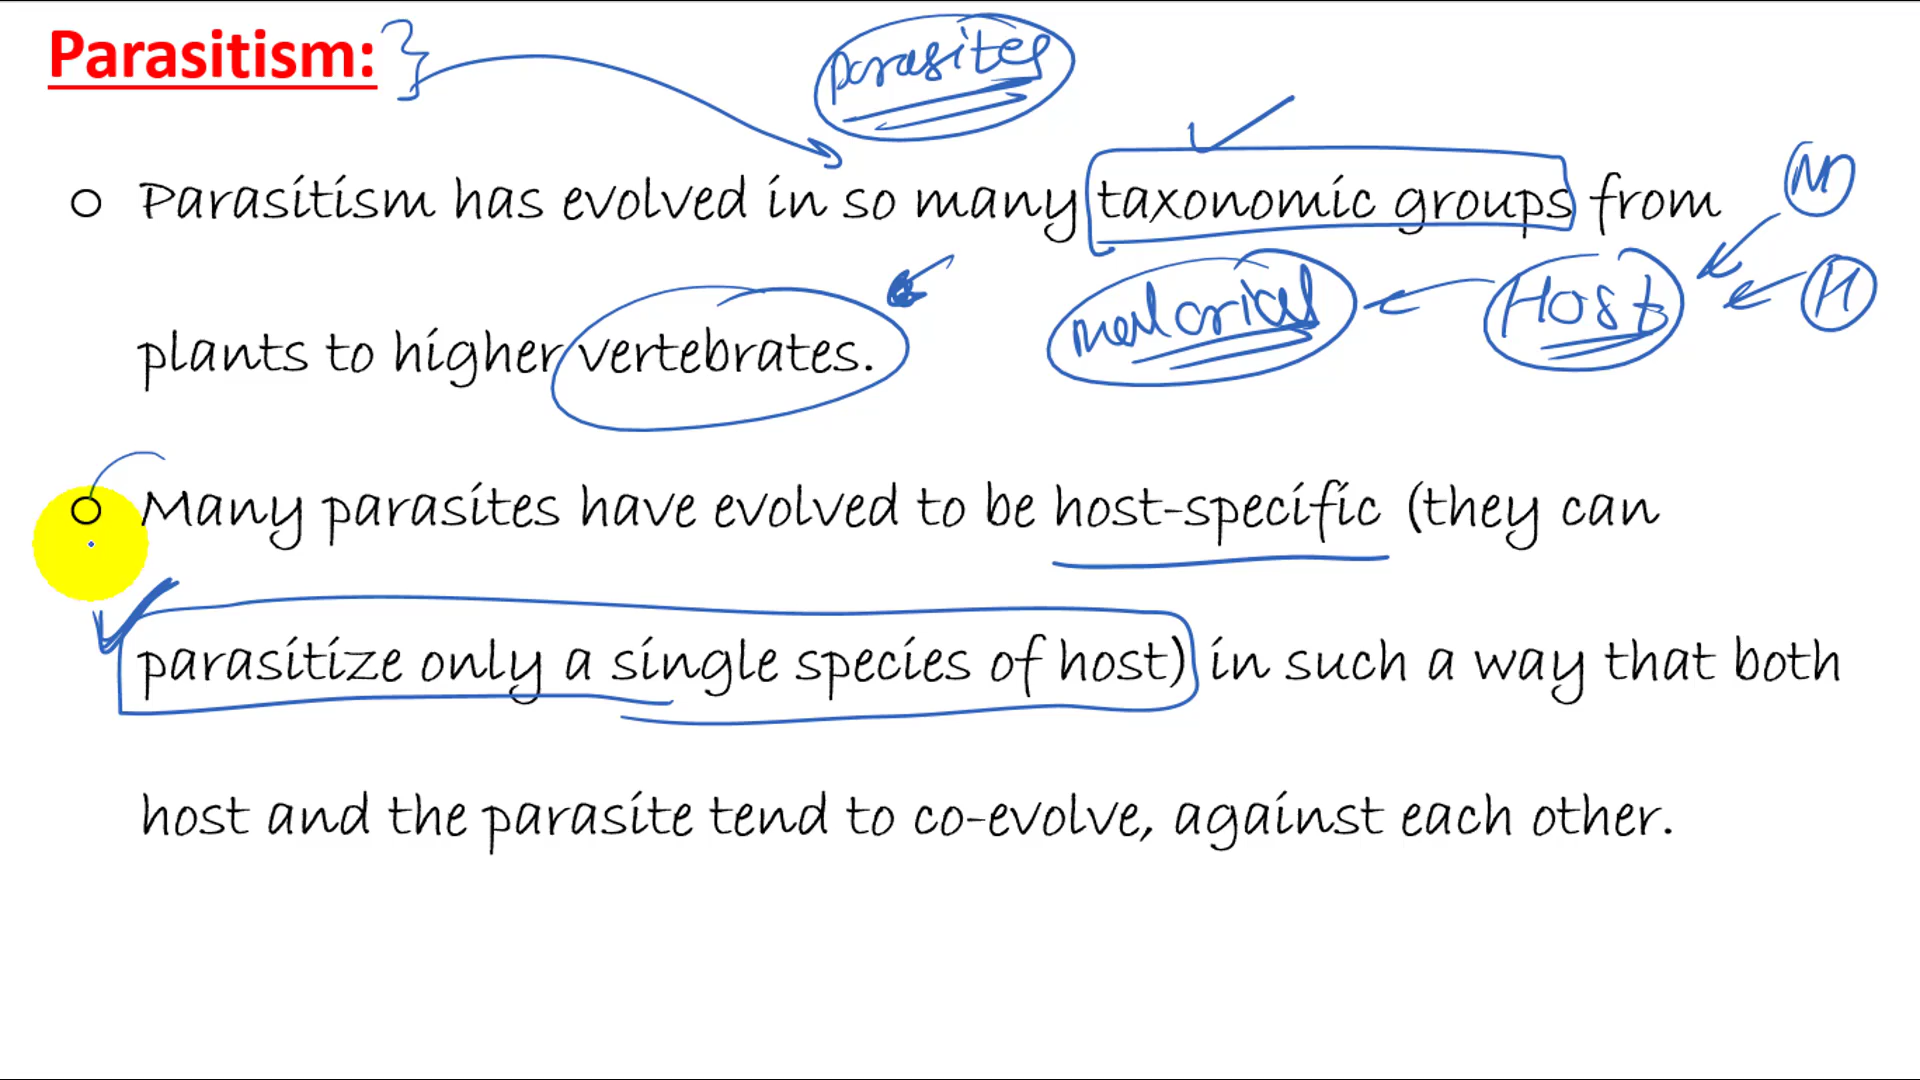 Parasitism:
parasites
Parasitism has evolved in so many taxonomic groups from
M
plants to higher vertebrates.
malarial
Host
H
Many parasites have evolved to be host-specific (they can
parasitize only a single species of host) in such a way that both
host and the parasite tend to co-evolve, against each other.